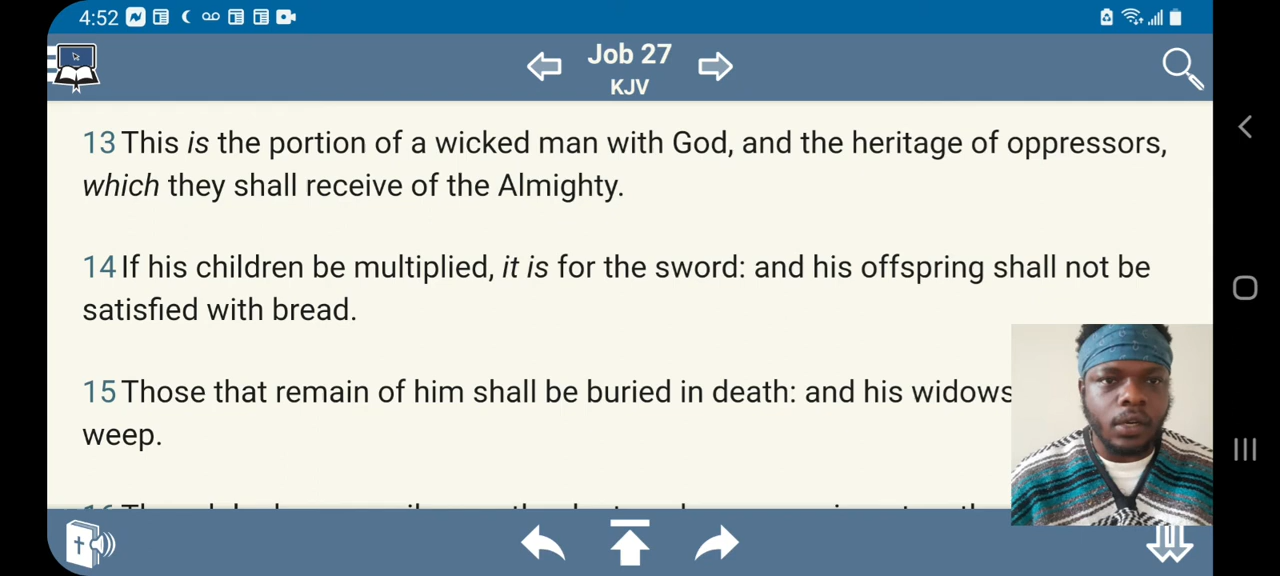 4:52
Job 27
KJV
13 This is the portion of a wicked man with God, and the heritage of oppressors,
which they shall receive of the Almighty.
14 If his children be multiplied, it is for the sword: and his offspring shall not be
satisfied with bread.
15 Those that remain of him shall be buried in death: and his widows
weep.